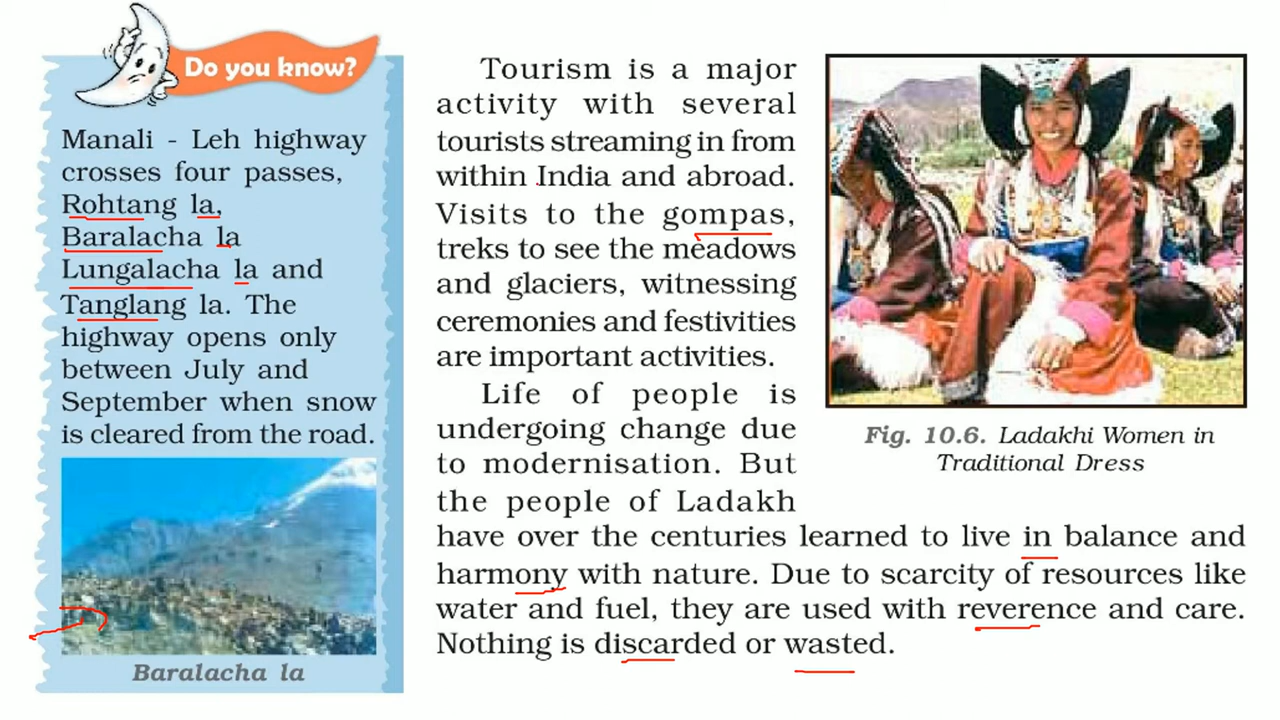 Do you know?
Manali - Leh highway
crosses four passes,
Rohtang la,
Baralacha la
Lungalacha la and
Tanglang la. The
highway opens only
between July and
September when snow
is cleared from the road.
Baralacha la
Tourism is a major
activity with several
tourists streaming in from
within India and abroad.
Visits to the gompas,
treks to see the meadows
and glaciers, witnessing
ceremonies and festivities
are important activities.
Life of people is
undergoing change due
to modernisation. But
the people of Ladakh
have over the centuries learned to live in balance and
harmony with nature. Due to scarcity of resources like
water and fuel, they are used with reverence and care.
Nothing is discarded or wasted.
Fig. 10.6. Ladakhi Women in
Traditional Dress